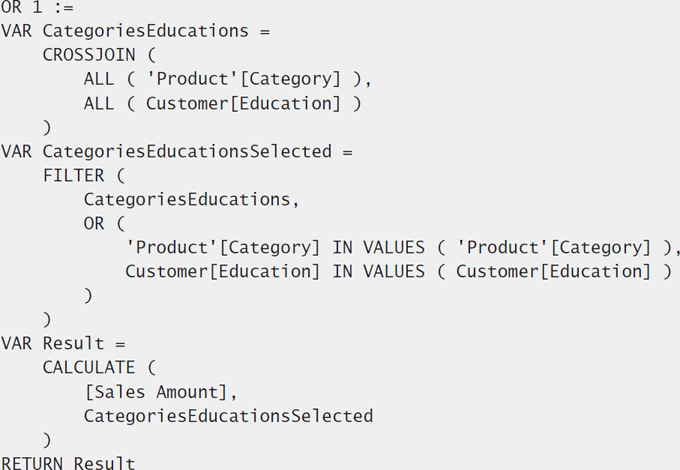 OR 1 :=
VAR CategoriesEducations =
    CROSSJOIN (
        ALL ( 'Product'[Category] ),
        ALL ( Customer[Education] )
    )
VAR CategoriesEducationsSelected =
    FILTER (
        CategoriesEducations,
        OR (
            'Product'[Category] IN VALUES ( 'Product'[Category] ),
            Customer[Education] IN VALUES ( Customer[Education] )
        )
    )
VAR Result =
    CALCULATE (
        [Sales Amount],
        CategoriesEducationsSelected
    )
RETURN Result